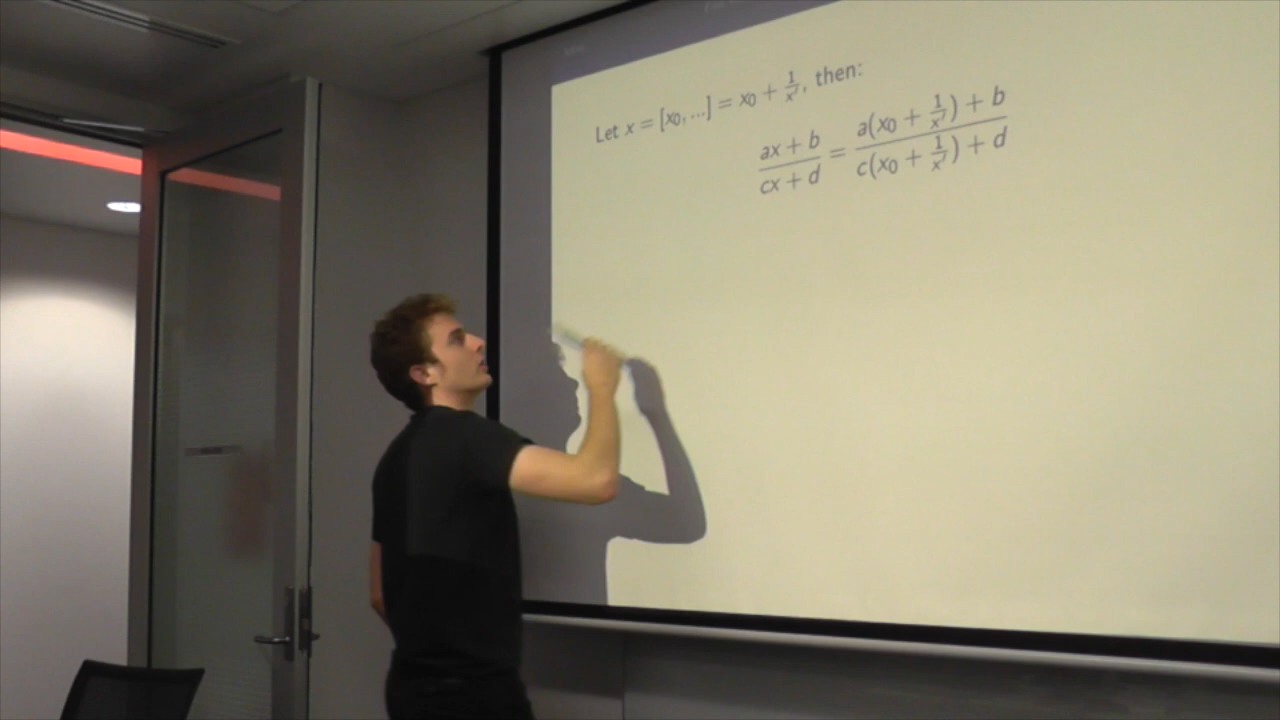 Let x = [x₀, ...] = x₀ + 1/x′, then:
(ax + b)/(cx + d) = (a(x₀ + 1/x′) + b)/(c(x₀ + 1/x′) + d)